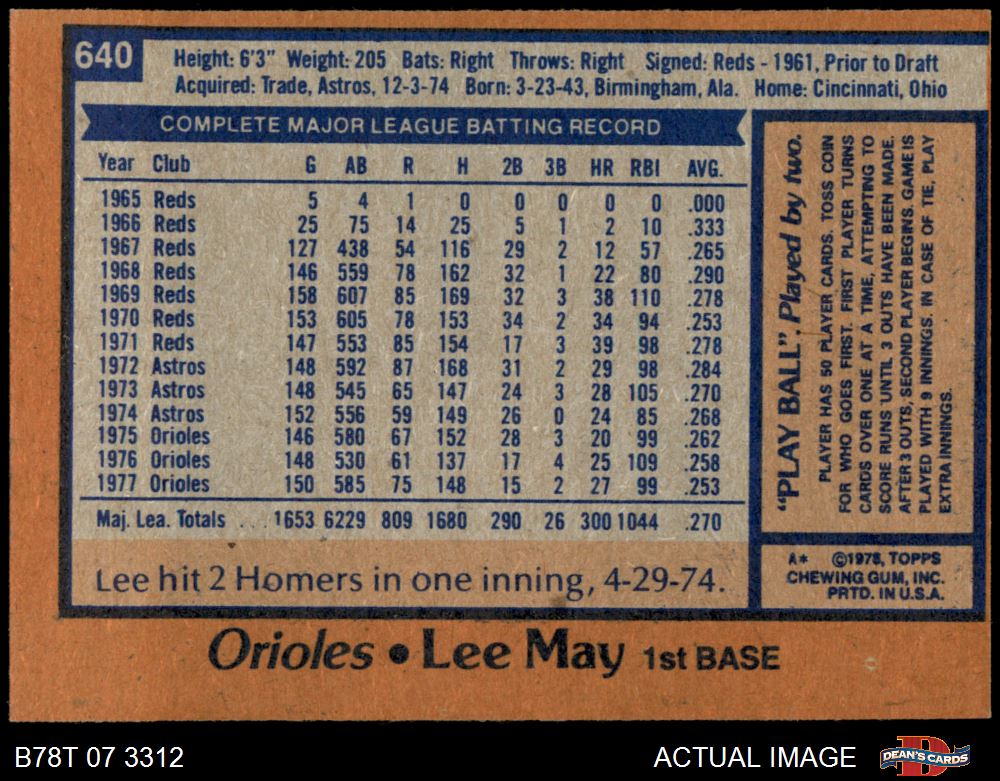 640
Height: 6'3" Weight: 205 Bats: Right Throws: Right Signed: Reds - 1961, Prior to Draft
Acquired: Trade, Astros, 12-3-74 Born: 3-23-43, Birmingham, Ala. Home: Cincinnati, Ohio
COMPLETE MAJOR LEAGUE BATTING RECORD
Year Club G AB R H 2B 3B HR RBI AVG.
1965 Reds 5 4 1 0 0 0 0 0 .000
1966 Reds 25 75 14 25 5 1 2 10 .333
1967 Reds 127 438 54 116 29 2 12 57 .265
1968 Reds 146 559 78 162 32 1 22 80 .290
1969 Reds 158 607 85 169 32 3 38 110 .278
1970 Reds 153 605 78 153 34 2 34 94 .253
1971 Reds 147 553 85 154 17 3 39 98 .278
1972 Astros 148 592 87 168 31 2 29 98 .284
1973 Astros 148 545 65 147 24 3 28 105 .270
1974 Astros 152 556 59 149 26 0 24 85 .268
1975 Orioles 146 580 67 152 28 3 20 99 .262
1976 Orioles 148 530 61 137 17 4 25 109 .258
1977 Orioles 150 585 75 148 15 2 27 99 .253
Maj. Lea. Totals ... 1653 6229 809 1680 290 26 300 1044 .270
Lee hit 2 Homers in one inning, 4-29-74.
"PLAY BALL". Played by two.
PLAYER HAS 50 PLAYER CARDS. TOSS COIN
FOR WHO GOES FIRST. FIRST PLAYER TURNS
CARDS OVER ONE AT A TIME, ATTEMPTING TO
SCORE RUNS UNTIL 3 OUTS HAVE BEEN MADE.
AFTER 3 OUTS, SECOND PLAYER BEGINS. GAME IS
PLAYED WITH 9 INNINGS. IN CASE OF TIE, PLAY
EXTRA INNINGS.
A* ©1978, TOPPS
CHEWING GUM, INC.
PRTD. IN U.S.A.
Orioles • Lee May 1st BASE
B78T 07 3312
ACTUAL IMAGE
D
DEAN'S CARDS